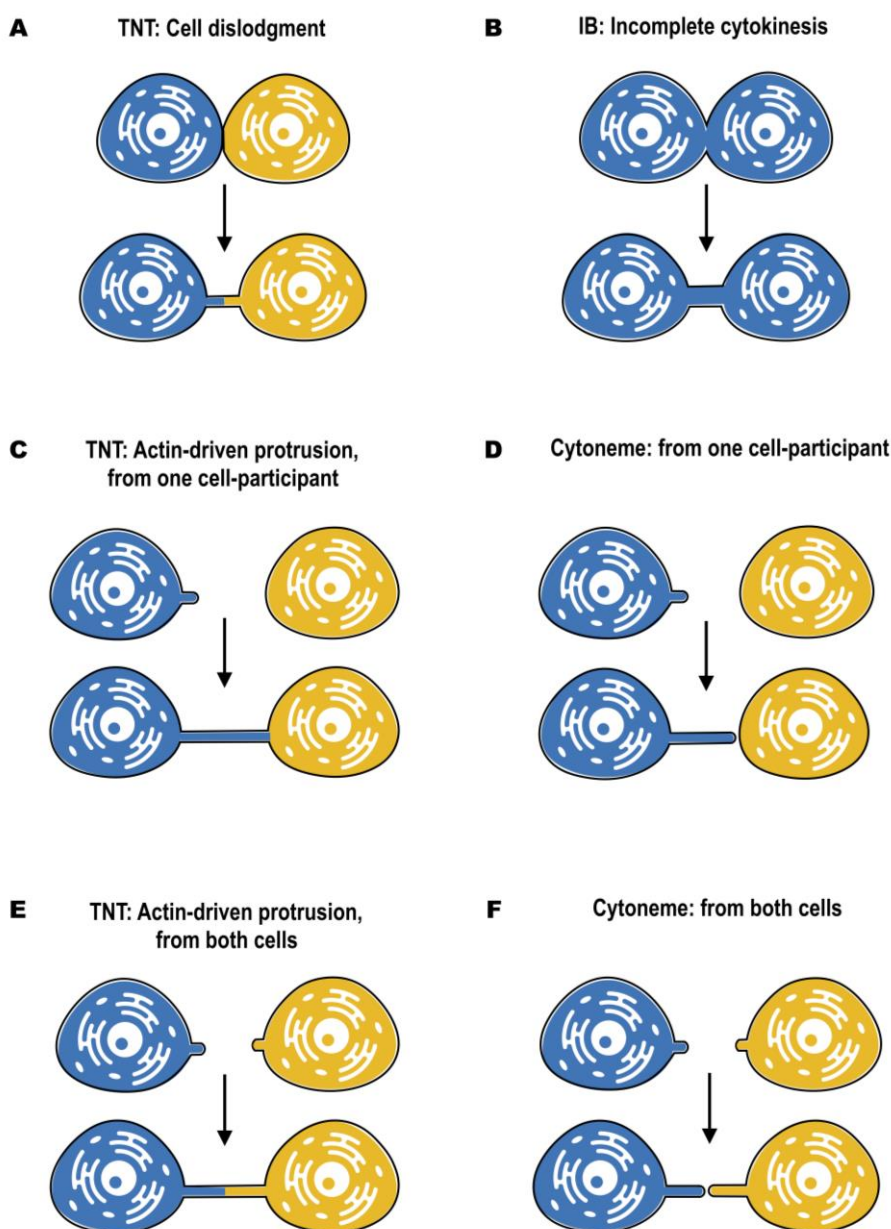 A
TNT: Cell dislodgment
B
IB: Incomplete cytokinesis
C
TNT: Actin-driven protrusion,
from one cell-participant
D
Cytoneme: from one cell-participant
E
TNT: Actin-driven protrusion,
from both cells
F
Cytoneme: from both cells